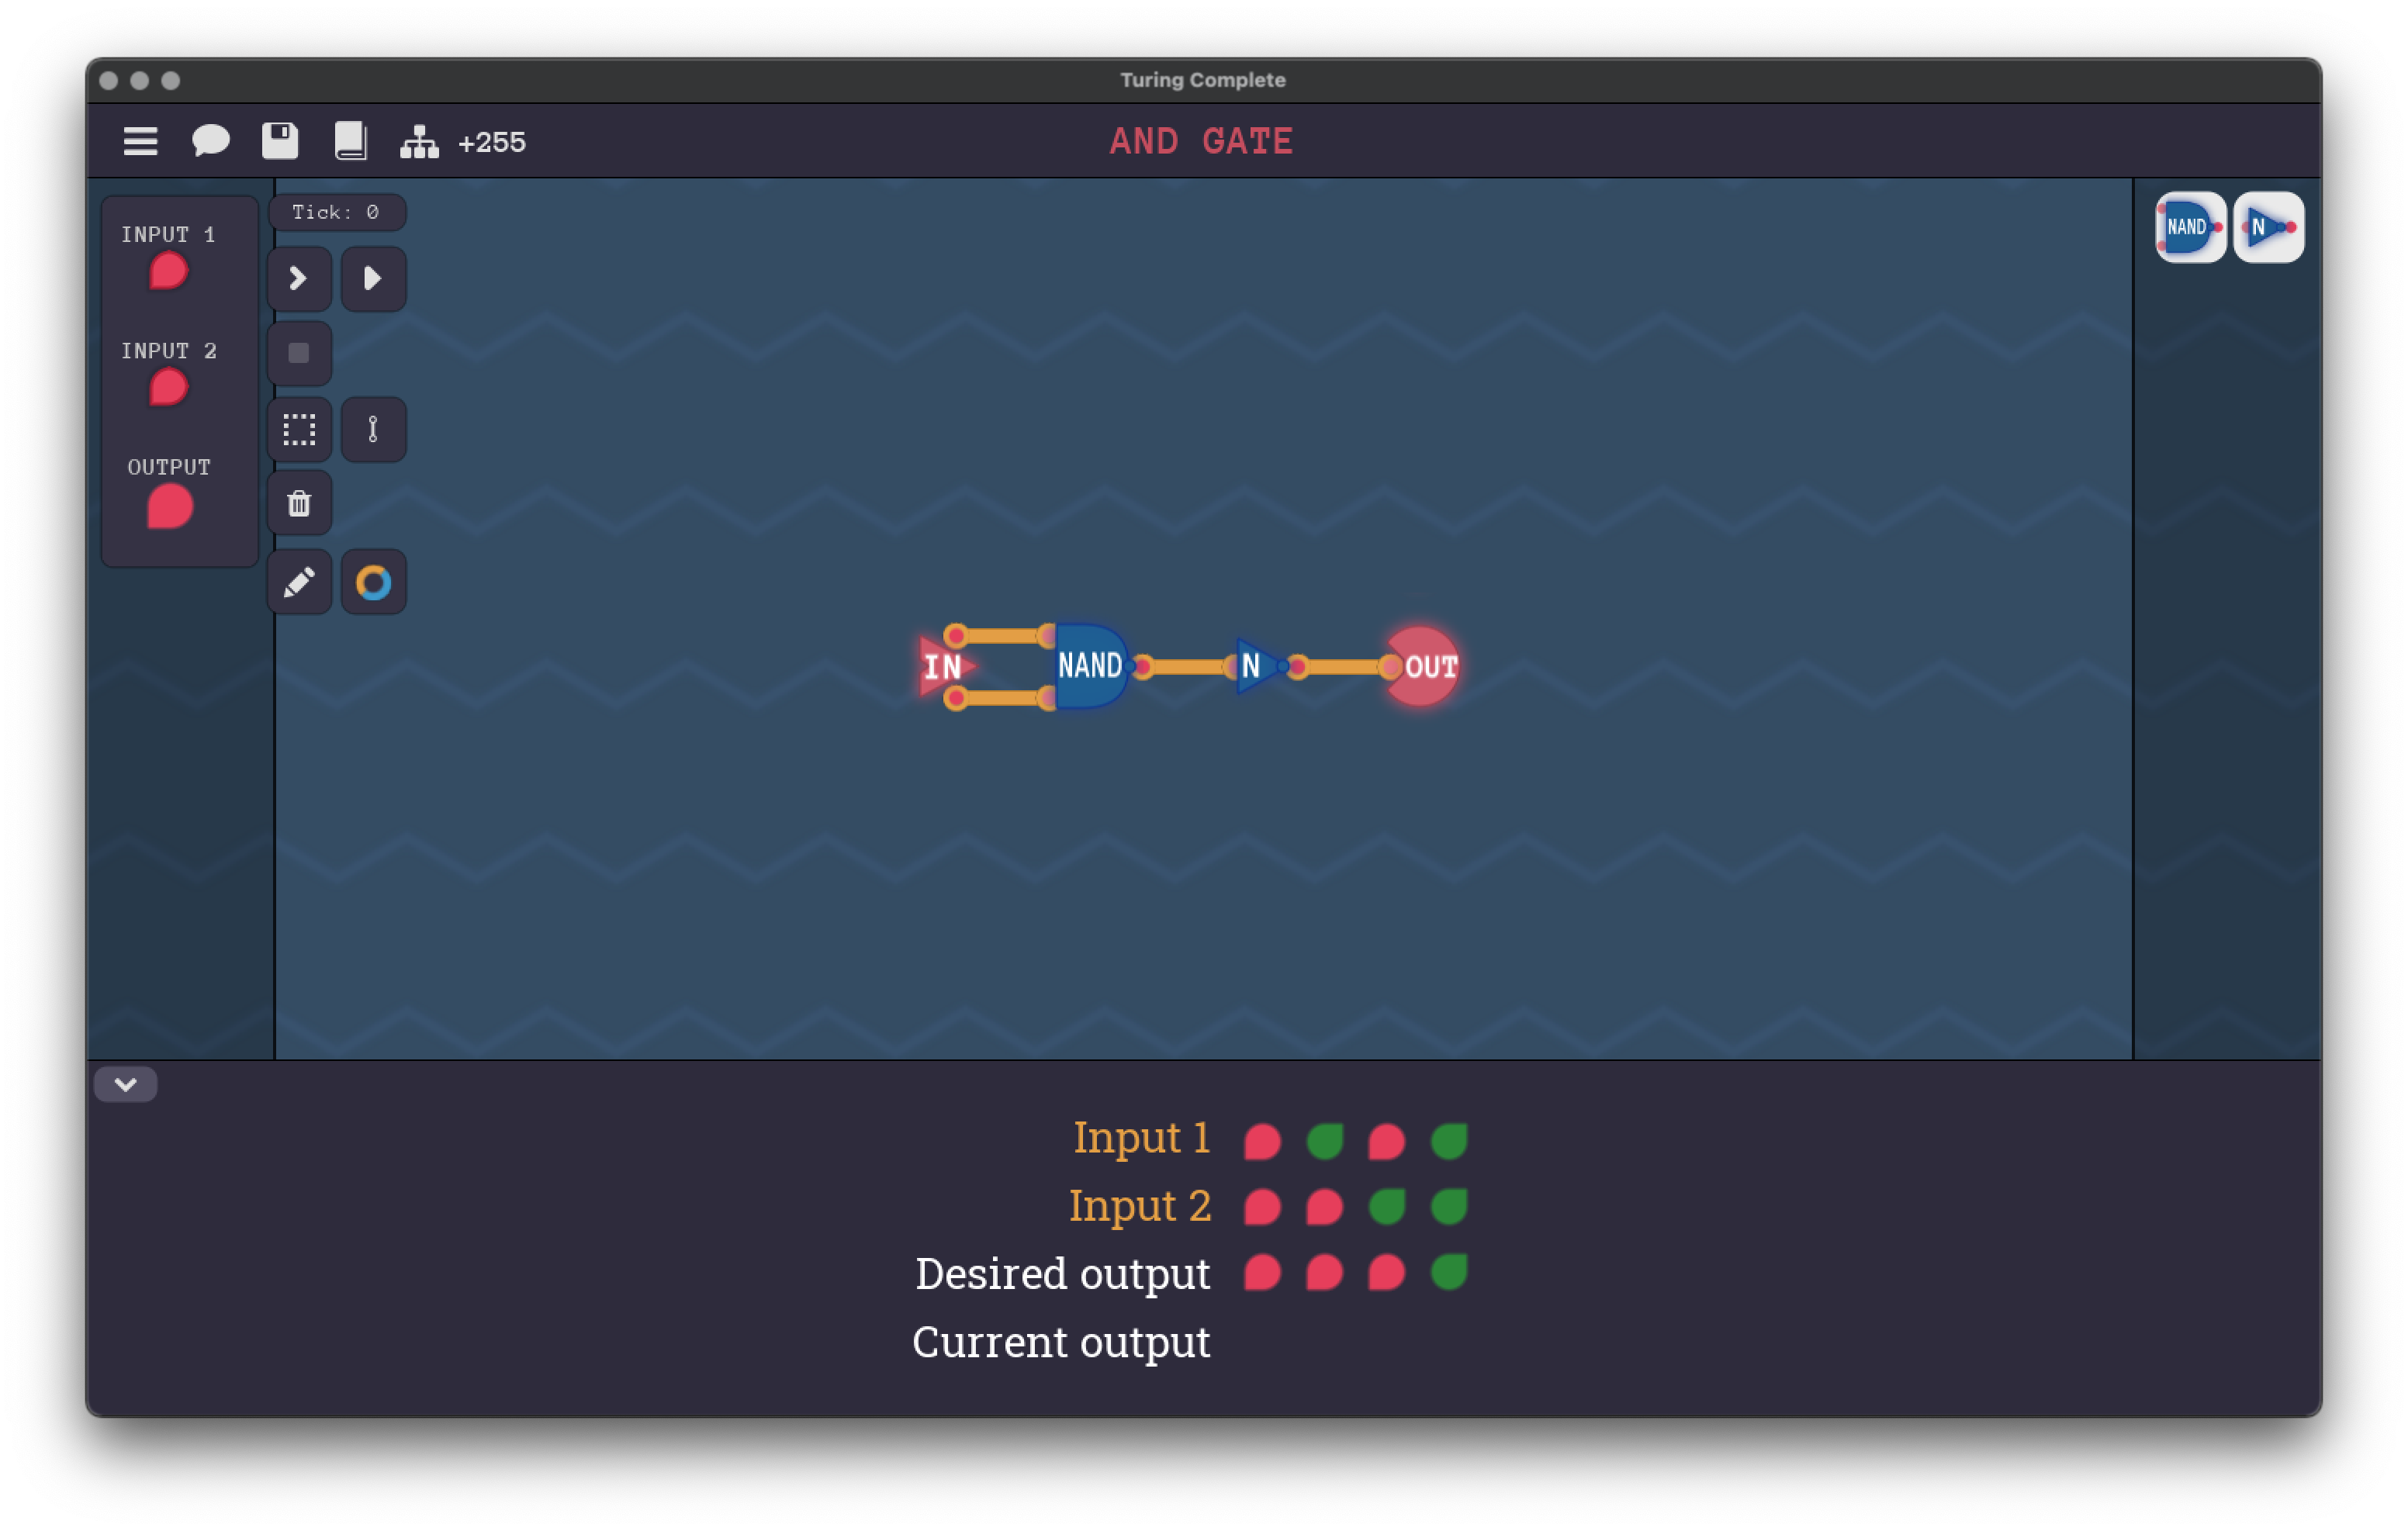 Turing Complete
+255
AND GATE
INPUT 1
INPUT 2
OUTPUT
Tick: 0
NAND
N
IN
NAND
N
OUT
Input 1
Input 2
Desired output
Current output